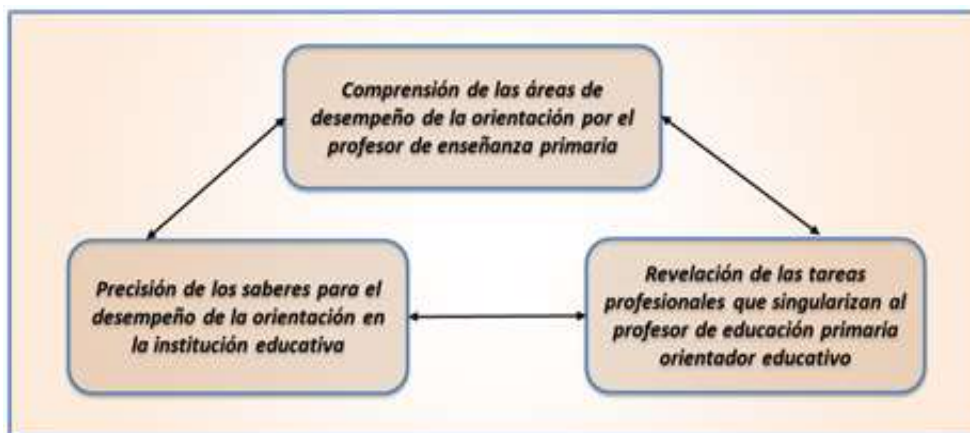 Comprensión de las áreas de
desempeño de la orientación por el
profesor de enseñanza primaria
Precisión de los saberes para el
desempeño de la orientación en
la institución educativa
Revelación de las tareas
profesionales que singularizan al
profesor de educación primaria
orientador educativo